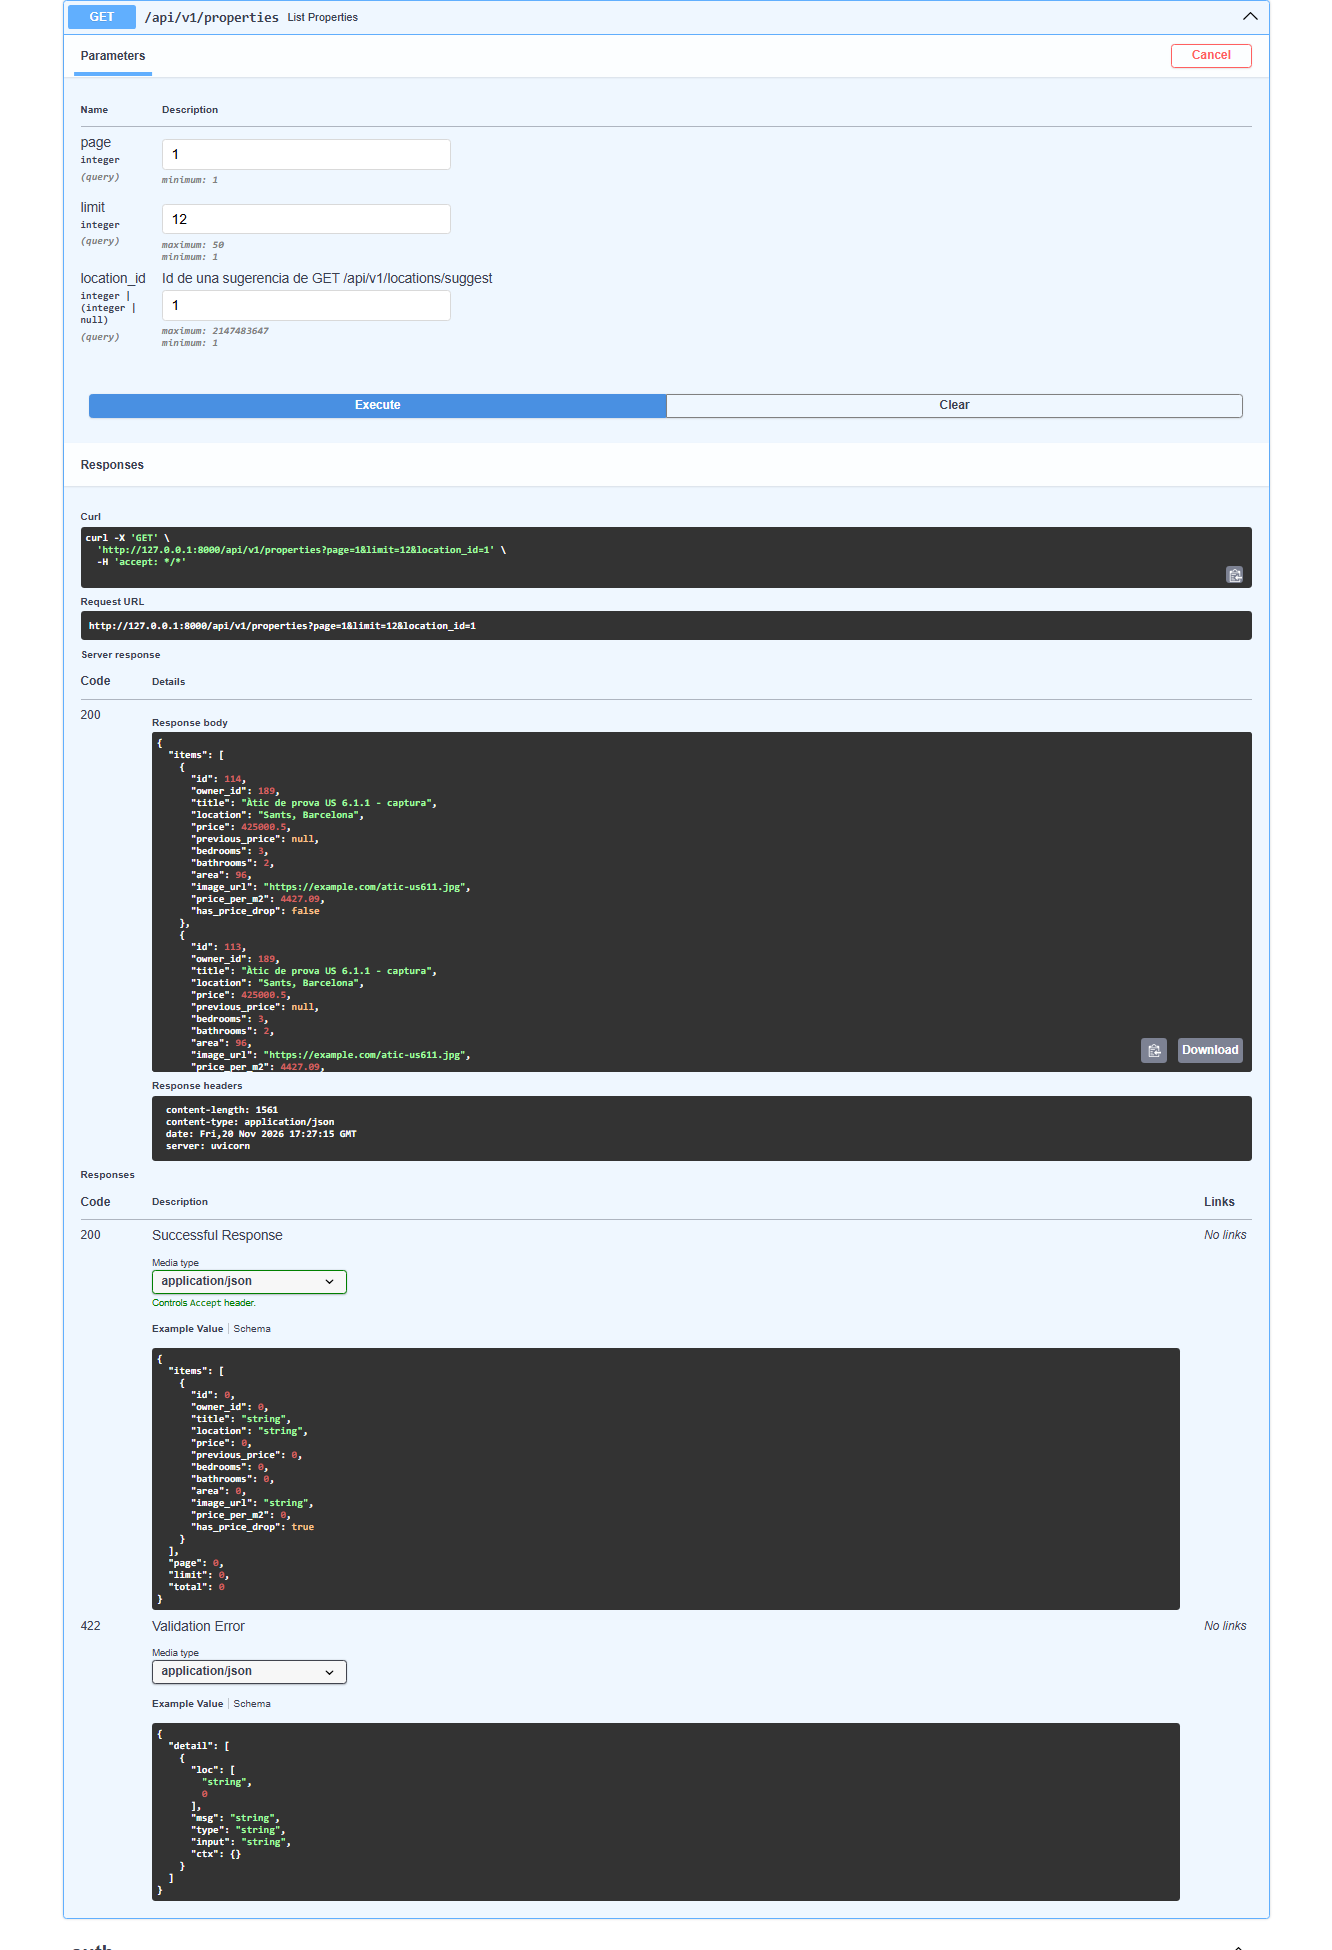 GET /api/v1/properties List Properties
Parameters
Cancel
Name Description
page
integer
(query)
1
minimum: 1
limit
integer
(query)
12
maximum: 50
minimum: 1
location_id
integer |
(integer |
null)
(query)
Id de una sugerencia de GET /api/v1/locations/suggest
1
maximum: 2147483647
minimum: 1
Execute
Clear
Responses
Curl
curl -X 'GET' \
  'http://127.0.0.1:8000/api/v1/properties?page=1&limit=12&location_id=1' \
  -H 'accept: */*'
Request URL
http://127.0.0.1:8000/api/v1/properties?page=1&limit=12&location_id=1
Server response
Code Details
200
Response body
{
  "items": [
    {
      "id": 114,
      "owner_id": 189,
      "title": "Àtic de prova US 6.1.1 - captura",
      "location": "Sants, Barcelona",
      "price": 425000.5,
      "previous_price": null,
      "bedrooms": 3,
      "bathrooms": 2,
      "area": 96,
      "image_url": "https://example.com/atic-us611.jpg",
      "price_per_m2": 4427.09,
      "has_price_drop": false
    },
    {
      "id": 113,
      "owner_id": 189,
      "title": "Àtic de prova US 6.1.1 - captura",
      "location": "Sants, Barcelona",
      "price": 425000.5,
      "previous_price": null,
      "bedrooms": 3,
      "bathrooms": 2,
      "area": 96,
      "image_url": "https://example.com/atic-us611.jpg",
      "price_per_m2": 4427.09,
Download
Response headers
content-length: 1561
content-type: application/json
date: Fri,20 Nov 2026 17:27:15 GMT
server: uvicorn
Responses
Code Description Links
200 Successful Response No links
Media type
application/json
Controls Accept header.
Example Value Schema
{
  "items": [
    {
      "id": 0,
      "owner_id": 0,
      "title": "string",
      "location": "string",
      "price": 0,
      "previous_price": 0,
      "bedrooms": 0,
      "bathrooms": 0,
      "area": 0,
      "image_url": "string",
      "price_per_m2": 0,
      "has_price_drop": true
    }
  ],
  "page": 0,
  "limit": 0,
  "total": 0
}
422 Validation Error No links
Media type
application/json
Example Value Schema
{
  "detail": [
    {
      "loc": [
        "string",
        0
      ],
      "msg": "string",
      "type": "string",
      "input": "string",
      "ctx": {}
    }
  ]
}